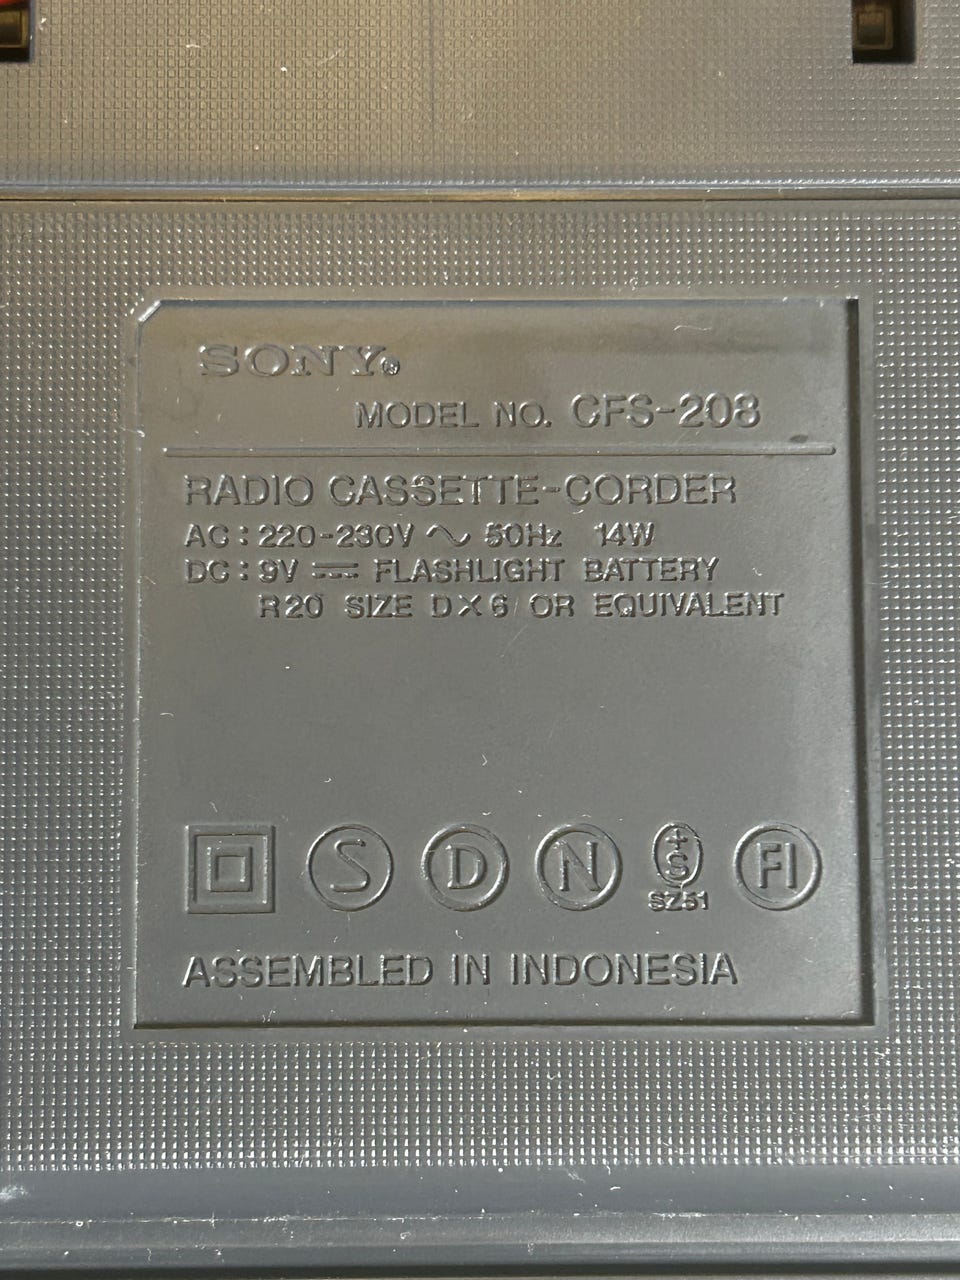 SONY®
MODEL NO. CFS-208
RADIO CASSETTE-CORDER
AC : 220-230V ～ 50Hz 14W
DC : 9V ⎓ FLASHLIGHT BATTERY
R20 SIZE D X 6 OR EQUIVALENT
S D N +S FI
SZ51
ASSEMBLED IN INDONESIA